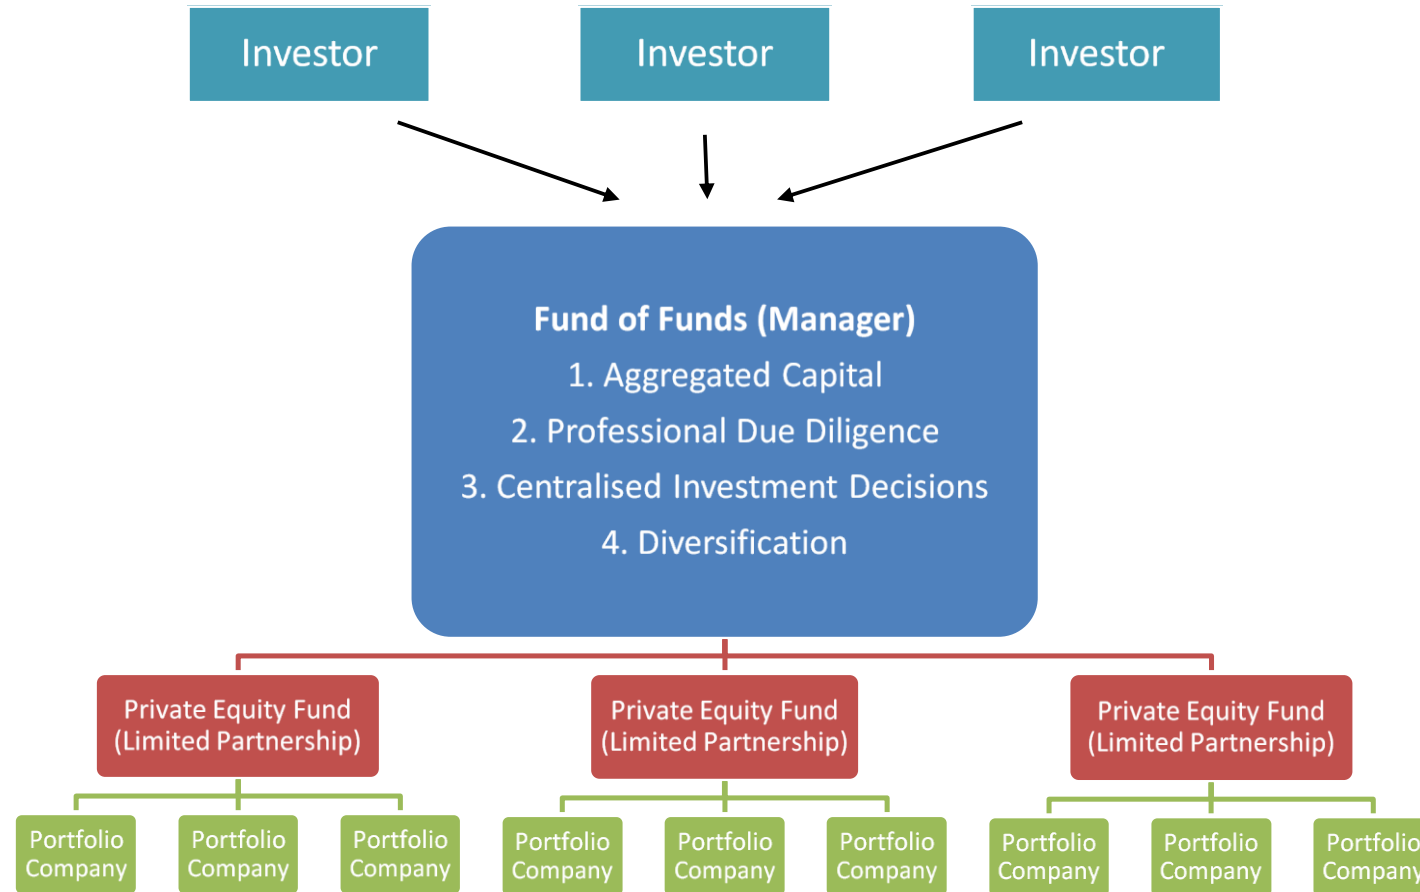 Investor
Investor
Investor
Fund of Funds (Manager)
1. Aggregated Capital
2. Professional Due Diligence
3. Centralised Investment Decisions
4. Diversification
Private Equity Fund
(Limited Partnership)
Private Equity Fund
(Limited Partnership)
Private Equity Fund
(Limited Partnership)
Portfolio
Company
Portfolio
Company
Portfolio
Company
Portfolio
Company
Portfolio
Company
Portfolio
Company
Portfolio
Company
Portfolio
Company
Portfolio
Company